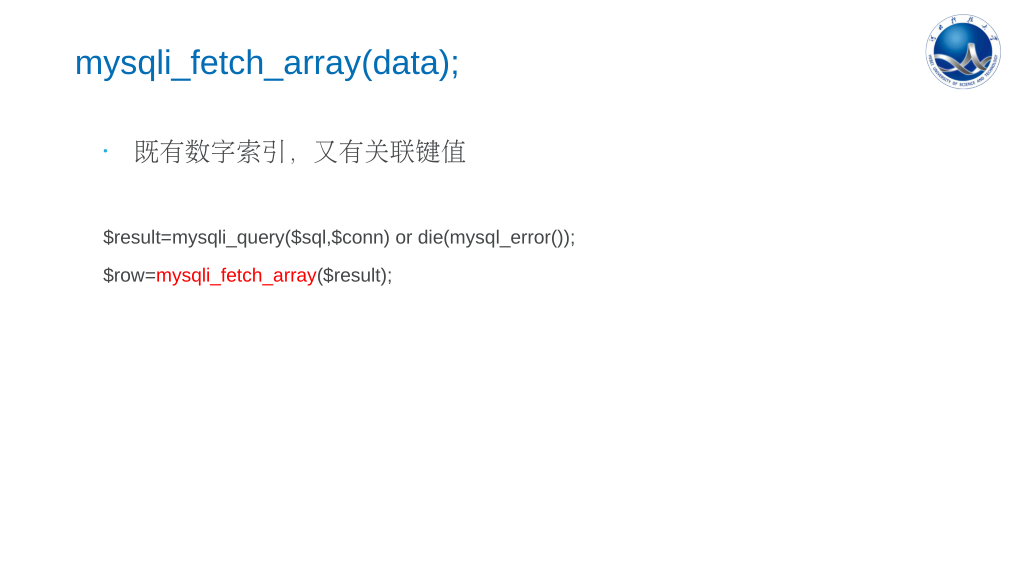 mysqli_fetch_array(data);
· 既有数字索引，又有关联键值
$result=mysqli_query($sql,$conn) or die(mysql_error());
$row=mysqli_fetch_array($result);